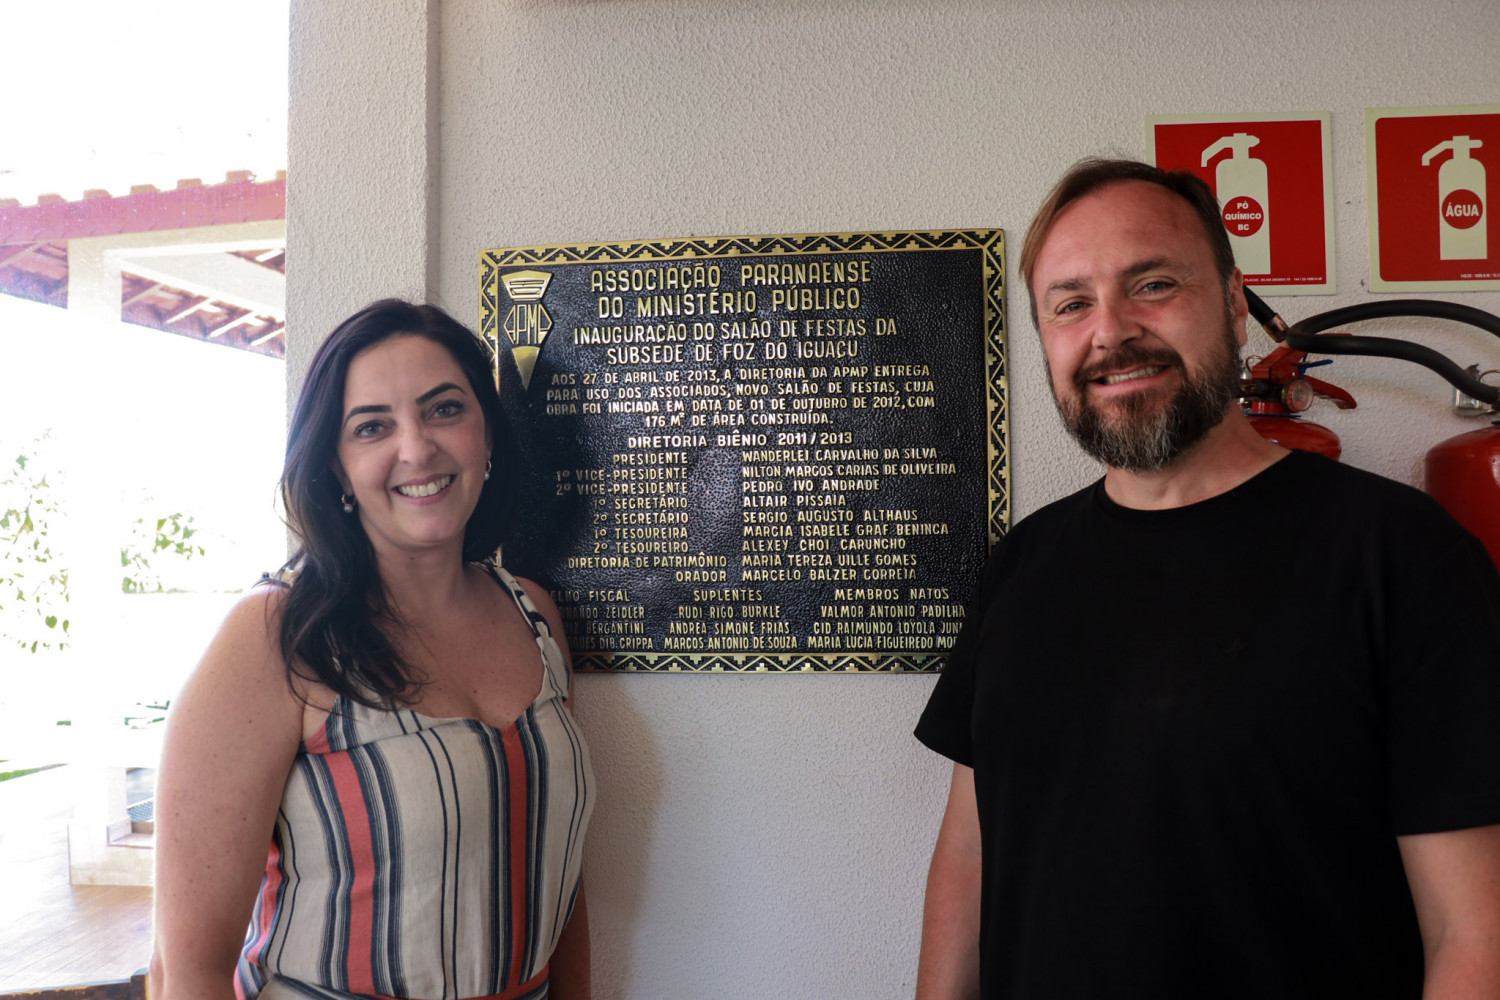 ASSOCIAÇÃO PARANAENSE
DO MINISTÉRIO PÚBLICO
APMP
INAUGURAÇÃO DO SALÃO DE FESTAS DA
SUBSEDE DE FOZ DO IGUAÇU
AOS 27 DE ABRIL DE 2013, A DIRETORIA DA APMP ENTREGA
PARA USO DOS ASSOCIADOS, NOVO SALÃO DE FESTAS, CUJA
OBRA FOI INICIADA EM DATA DE 01 DE OUTUBRO DE 2012, COM
176 M² DE ÁREA CONSTRUÍDA.
DIRETORIA BIÊNIO 2011/2013
PRESIDENTE WANDERLEI CARVALHO DA SILVA
1º VICE-PRESIDENTE NILTON MARCOS CARIAS DE OLIVEIRA
2º VICE-PRESIDENTE PEDRO IVO ANDRADE
1º SECRETÁRIO ALTAIR PISSAIA
2º SECRETÁRIO SERGIO AUGUSTO ALTHAUS
1º TESOUREIRA MARCIA ISABELE GRAF BENINCA
2º TESOUREIRO ALEXEY CHOI CARUNCHO
DIRETORIA DE PATRIMÔNIO MARIA TEREZA UILLE GOMES
ORADOR MARCELO BALZER CORREIA
ELHO FISCAL SUPLENTES MEMBROS NATOS
NANDO ZEIDLER RUDI RIGO BURKLE VALMOR ANTONIO PADILHA
IZ BERGANTINI ANDREA SIMONE FRIAS CID RAIMUNDO LOYOLA JUN
QUES DIB CRIPPA MARCOS ANTONIO DE SOUZA MARIA LUCIA FIGUEIREDO MO
PÓ
QUÍMICO
BC
ÁGUA